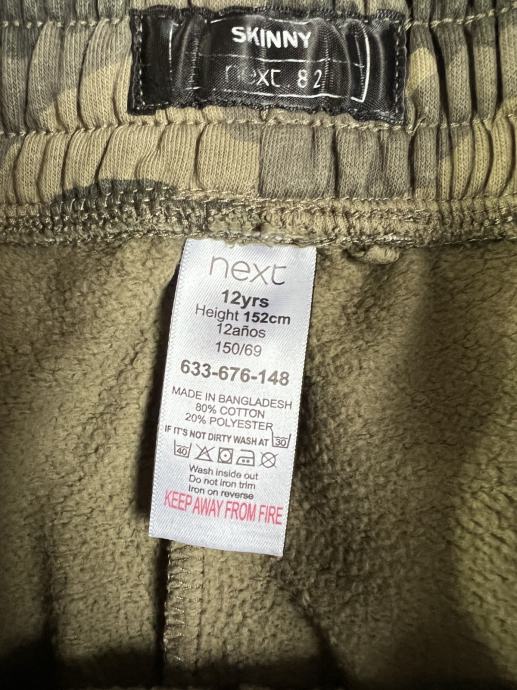 SKINNY
next 82
next
12yrs
Height 152cm
12años
150/69
633-676-148
MADE IN BANGLADESH
80% COTTON
20% POLYESTER
IF IT'S NOT DIRTY WASH AT 30
40
Wash inside out
Do not iron trim
Iron on reverse
KEEP AWAY FROM FIRE